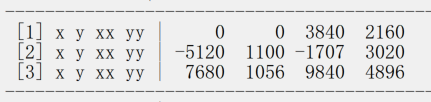 [1] x y xx yy | 0 0 3840 2160
[2] x y xx yy | -5120 1100 -1707 3020
[3] x y xx yy | 7680 1056 9840 4896